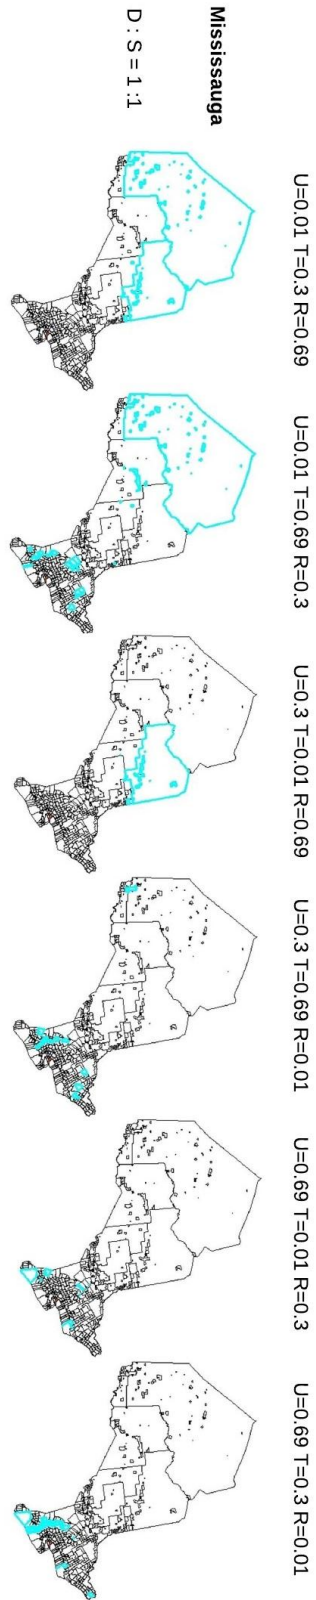 Mississauga
D : S = 1 :1
U=0.01 T=0.3 R=0.69
U=0.01 T=0.69 R=0.3
U=0.3 T=0.01 R=0.69
U=0.3 T=0.69 R=0.01
U=0.69 T=0.01 R=0.3
U=0.69 T=0.3 R=0.01